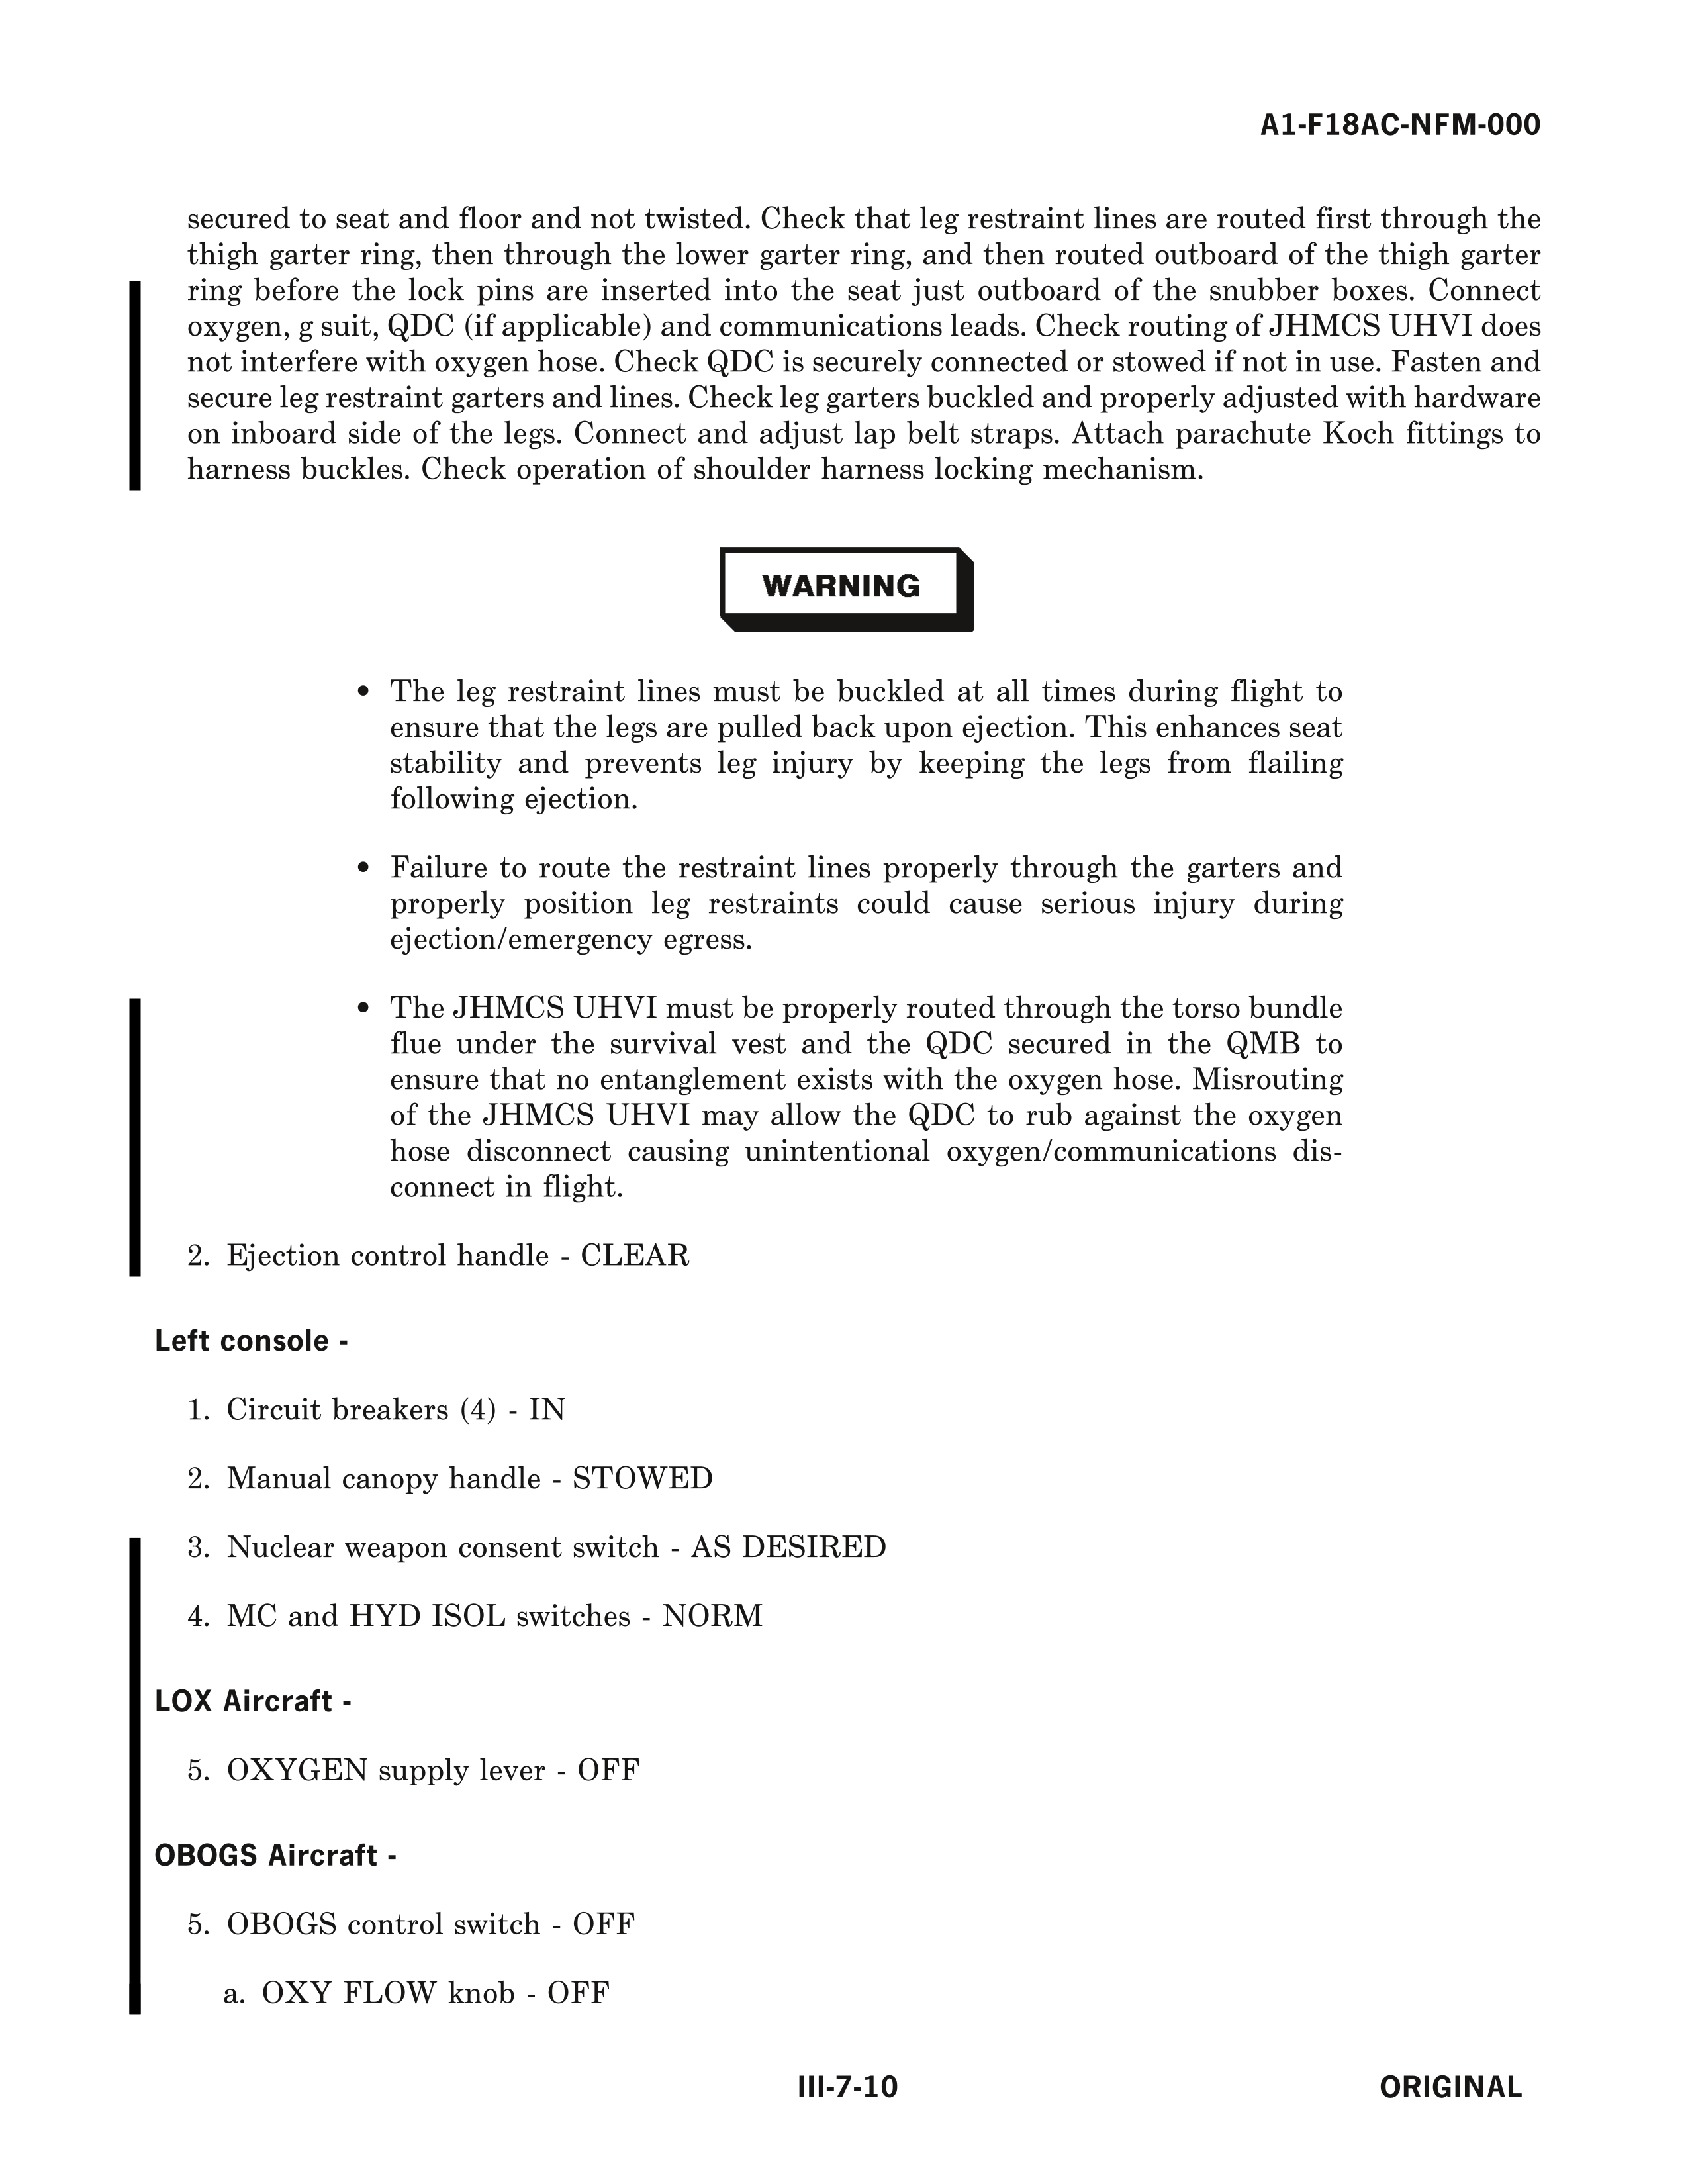 A1-F18AC-NFM-000
secured to seat and floor and not twisted. Check that leg restraint lines are routed first through the
thigh garter ring, then through the lower garter ring, and then routed outboard of the thigh garter
ring before the lock pins are inserted into the seat just outboard of the snubber boxes. Connect
oxygen, g suit, QDC (if applicable) and communications leads. Check routing of JHMCS UHVI does
not interfere with oxygen hose. Check QDC is securely connected or stowed if not in use. Fasten and
secure leg restraint garters and lines. Check leg garters buckled and properly adjusted with hardware
on inboard side of the legs. Connect and adjust lap belt straps. Attach parachute Koch fittings to
harness buckles. Check operation of shoulder harness locking mechanism.
WARNING
• The leg restraint lines must be buckled at all times during flight to
ensure that the legs are pulled back upon ejection. This enhances seat
stability and prevents leg injury by keeping the legs from flailing
following ejection.
• Failure to route the restraint lines properly through the garters and
properly position leg restraints could cause serious injury during
ejection/emergency egress.
• The JHMCS UHVI must be properly routed through the torso bundle
flue under the survival vest and the QDC secured in the QMB to
ensure that no entanglement exists with the oxygen hose. Misrouting
of the JHMCS UHVI may allow the QDC to rub against the oxygen
hose disconnect causing unintentional oxygen/communications dis-
connect in flight.
2. Ejection control handle - CLEAR
Left console -
1. Circuit breakers (4) - IN
2. Manual canopy handle - STOWED
3. Nuclear weapon consent switch - AS DESIRED
4. MC and HYD ISOL switches - NORM
LOX Aircraft -
5. OXYGEN supply lever - OFF
OBOGS Aircraft -
5. OBOGS control switch - OFF
a. OXY FLOW knob - OFF
III-7-10
ORIGINAL